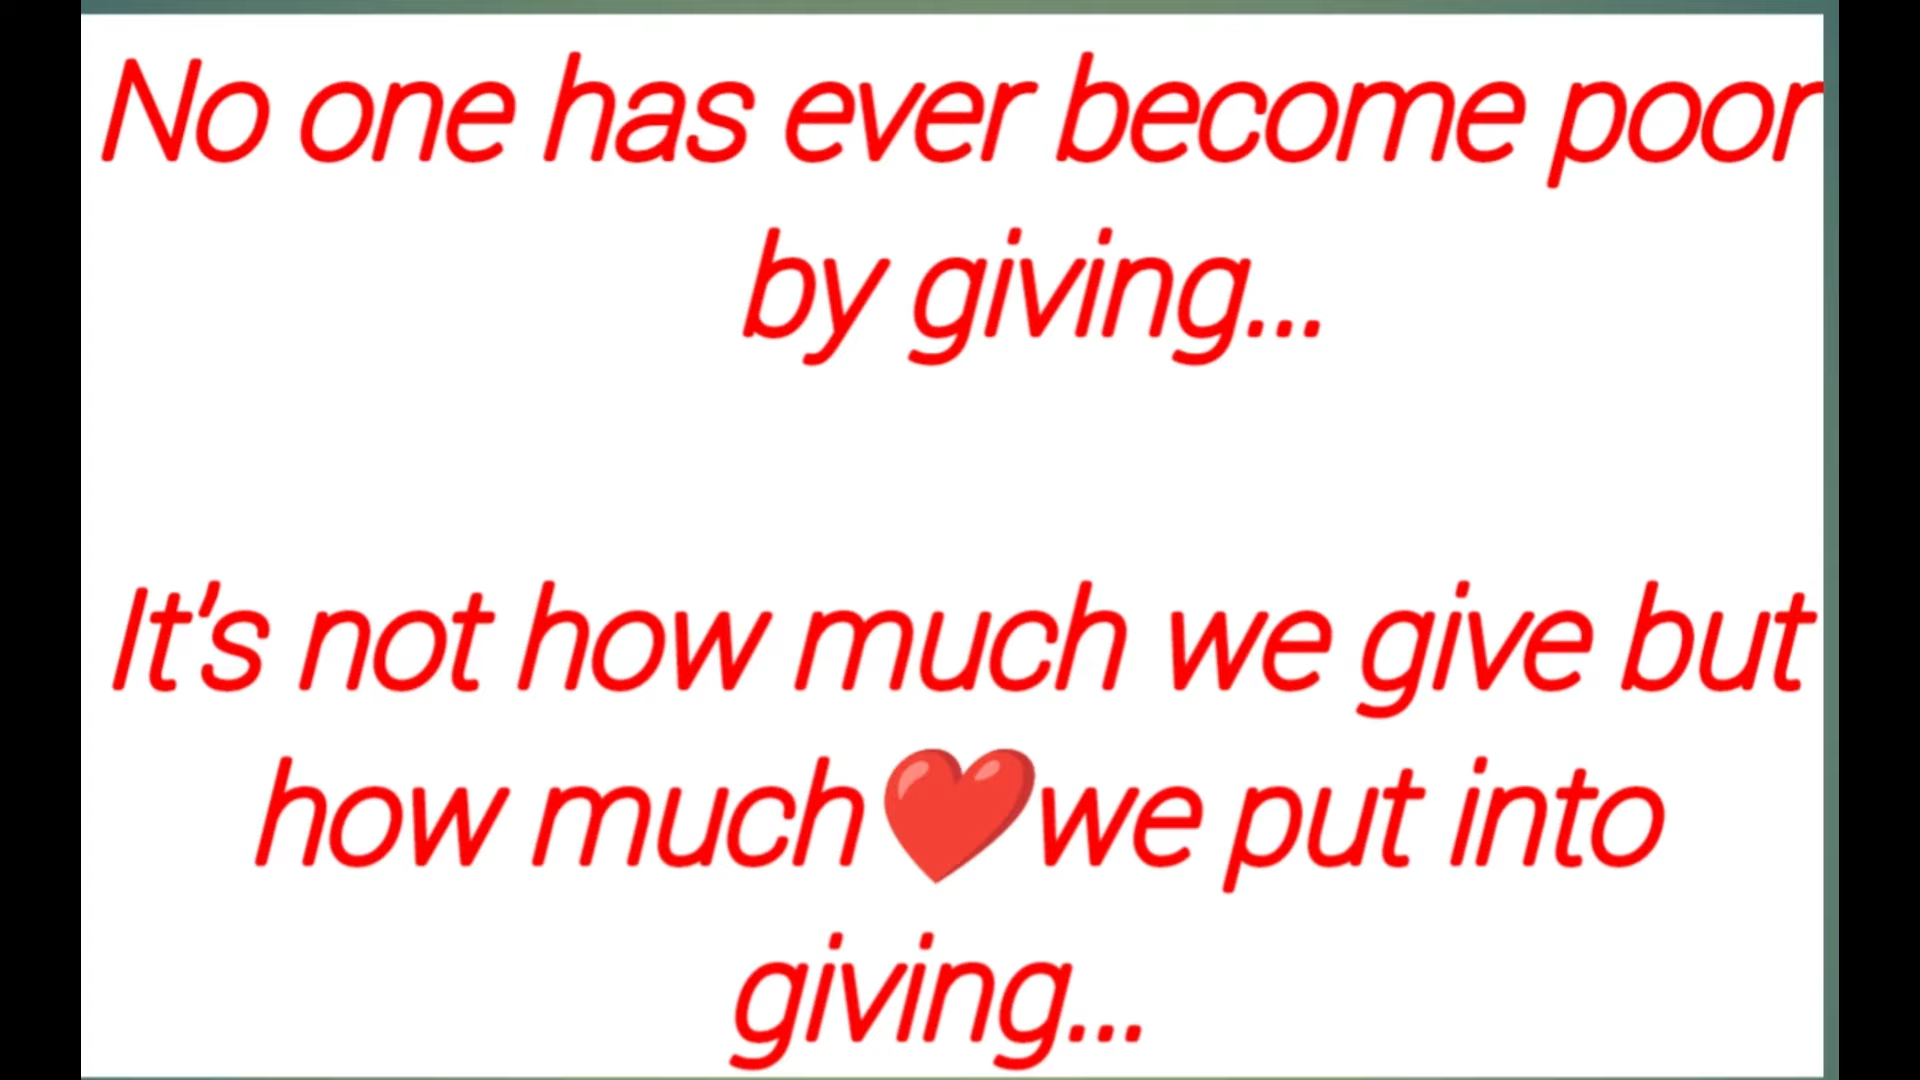 No one has ever become poor
by giving...
It's not how much we give but
how much❤️we put into
giving...